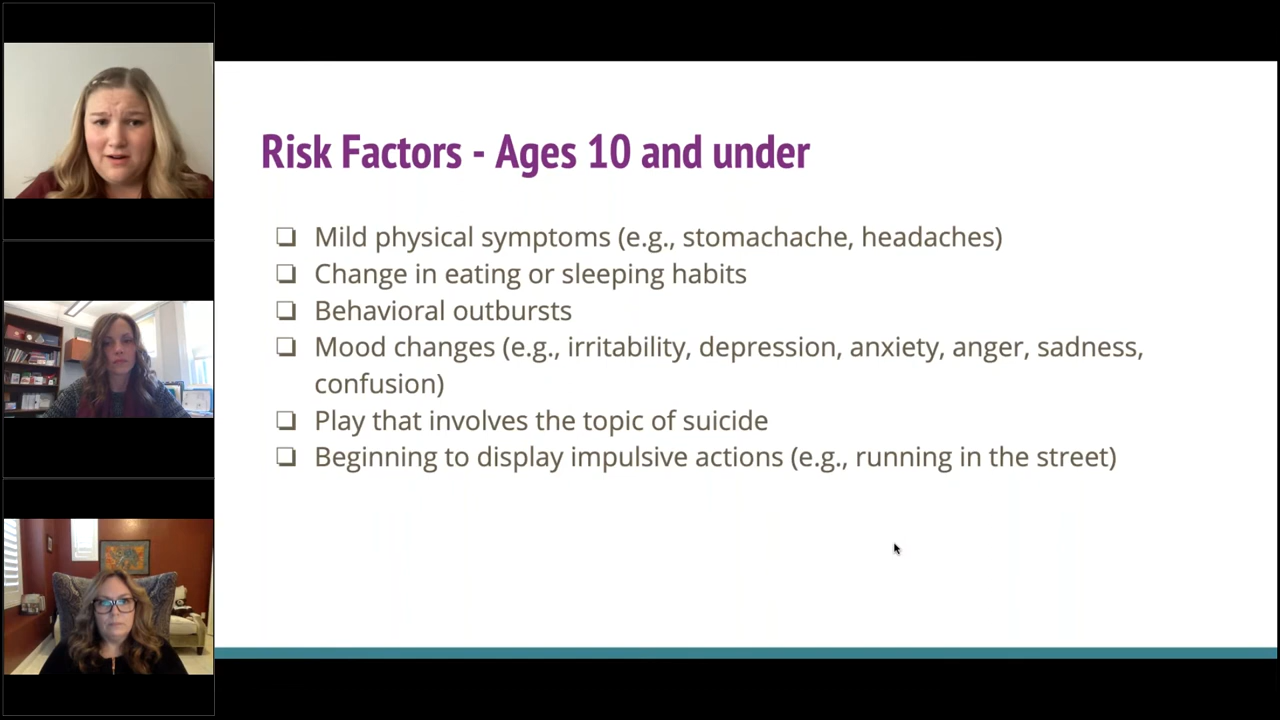 Risk Factors - Ages 10 and under
❏ Mild physical symptoms (e.g., stomachache, headaches)
❏ Change in eating or sleeping habits
❏ Behavioral outbursts
❏ Mood changes (e.g., irritability, depression, anxiety, anger, sadness,
confusion)
❏ Play that involves the topic of suicide
❏ Beginning to display impulsive actions (e.g., running in the street)